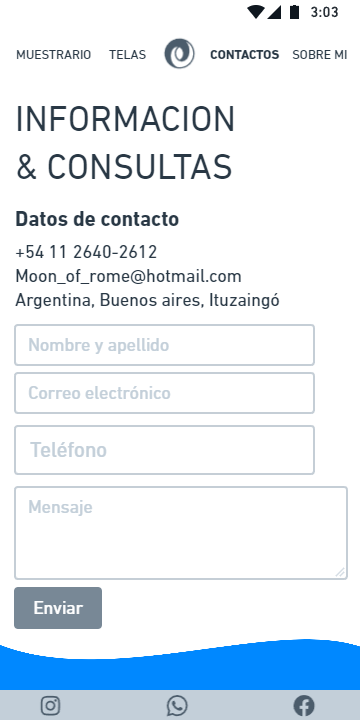 3:03
MUESTRARIO TELAS CONTACTOS SOBRE MI
INFORMACION
& CONSULTAS
Datos de contacto
+54 11 2640-2612
Moon_of_rome@hotmail.com
Argentina, Buenos aires, Ituzaingó
Nombre y apellido
Correo electrónico
Teléfono
Mensaje
Enviar